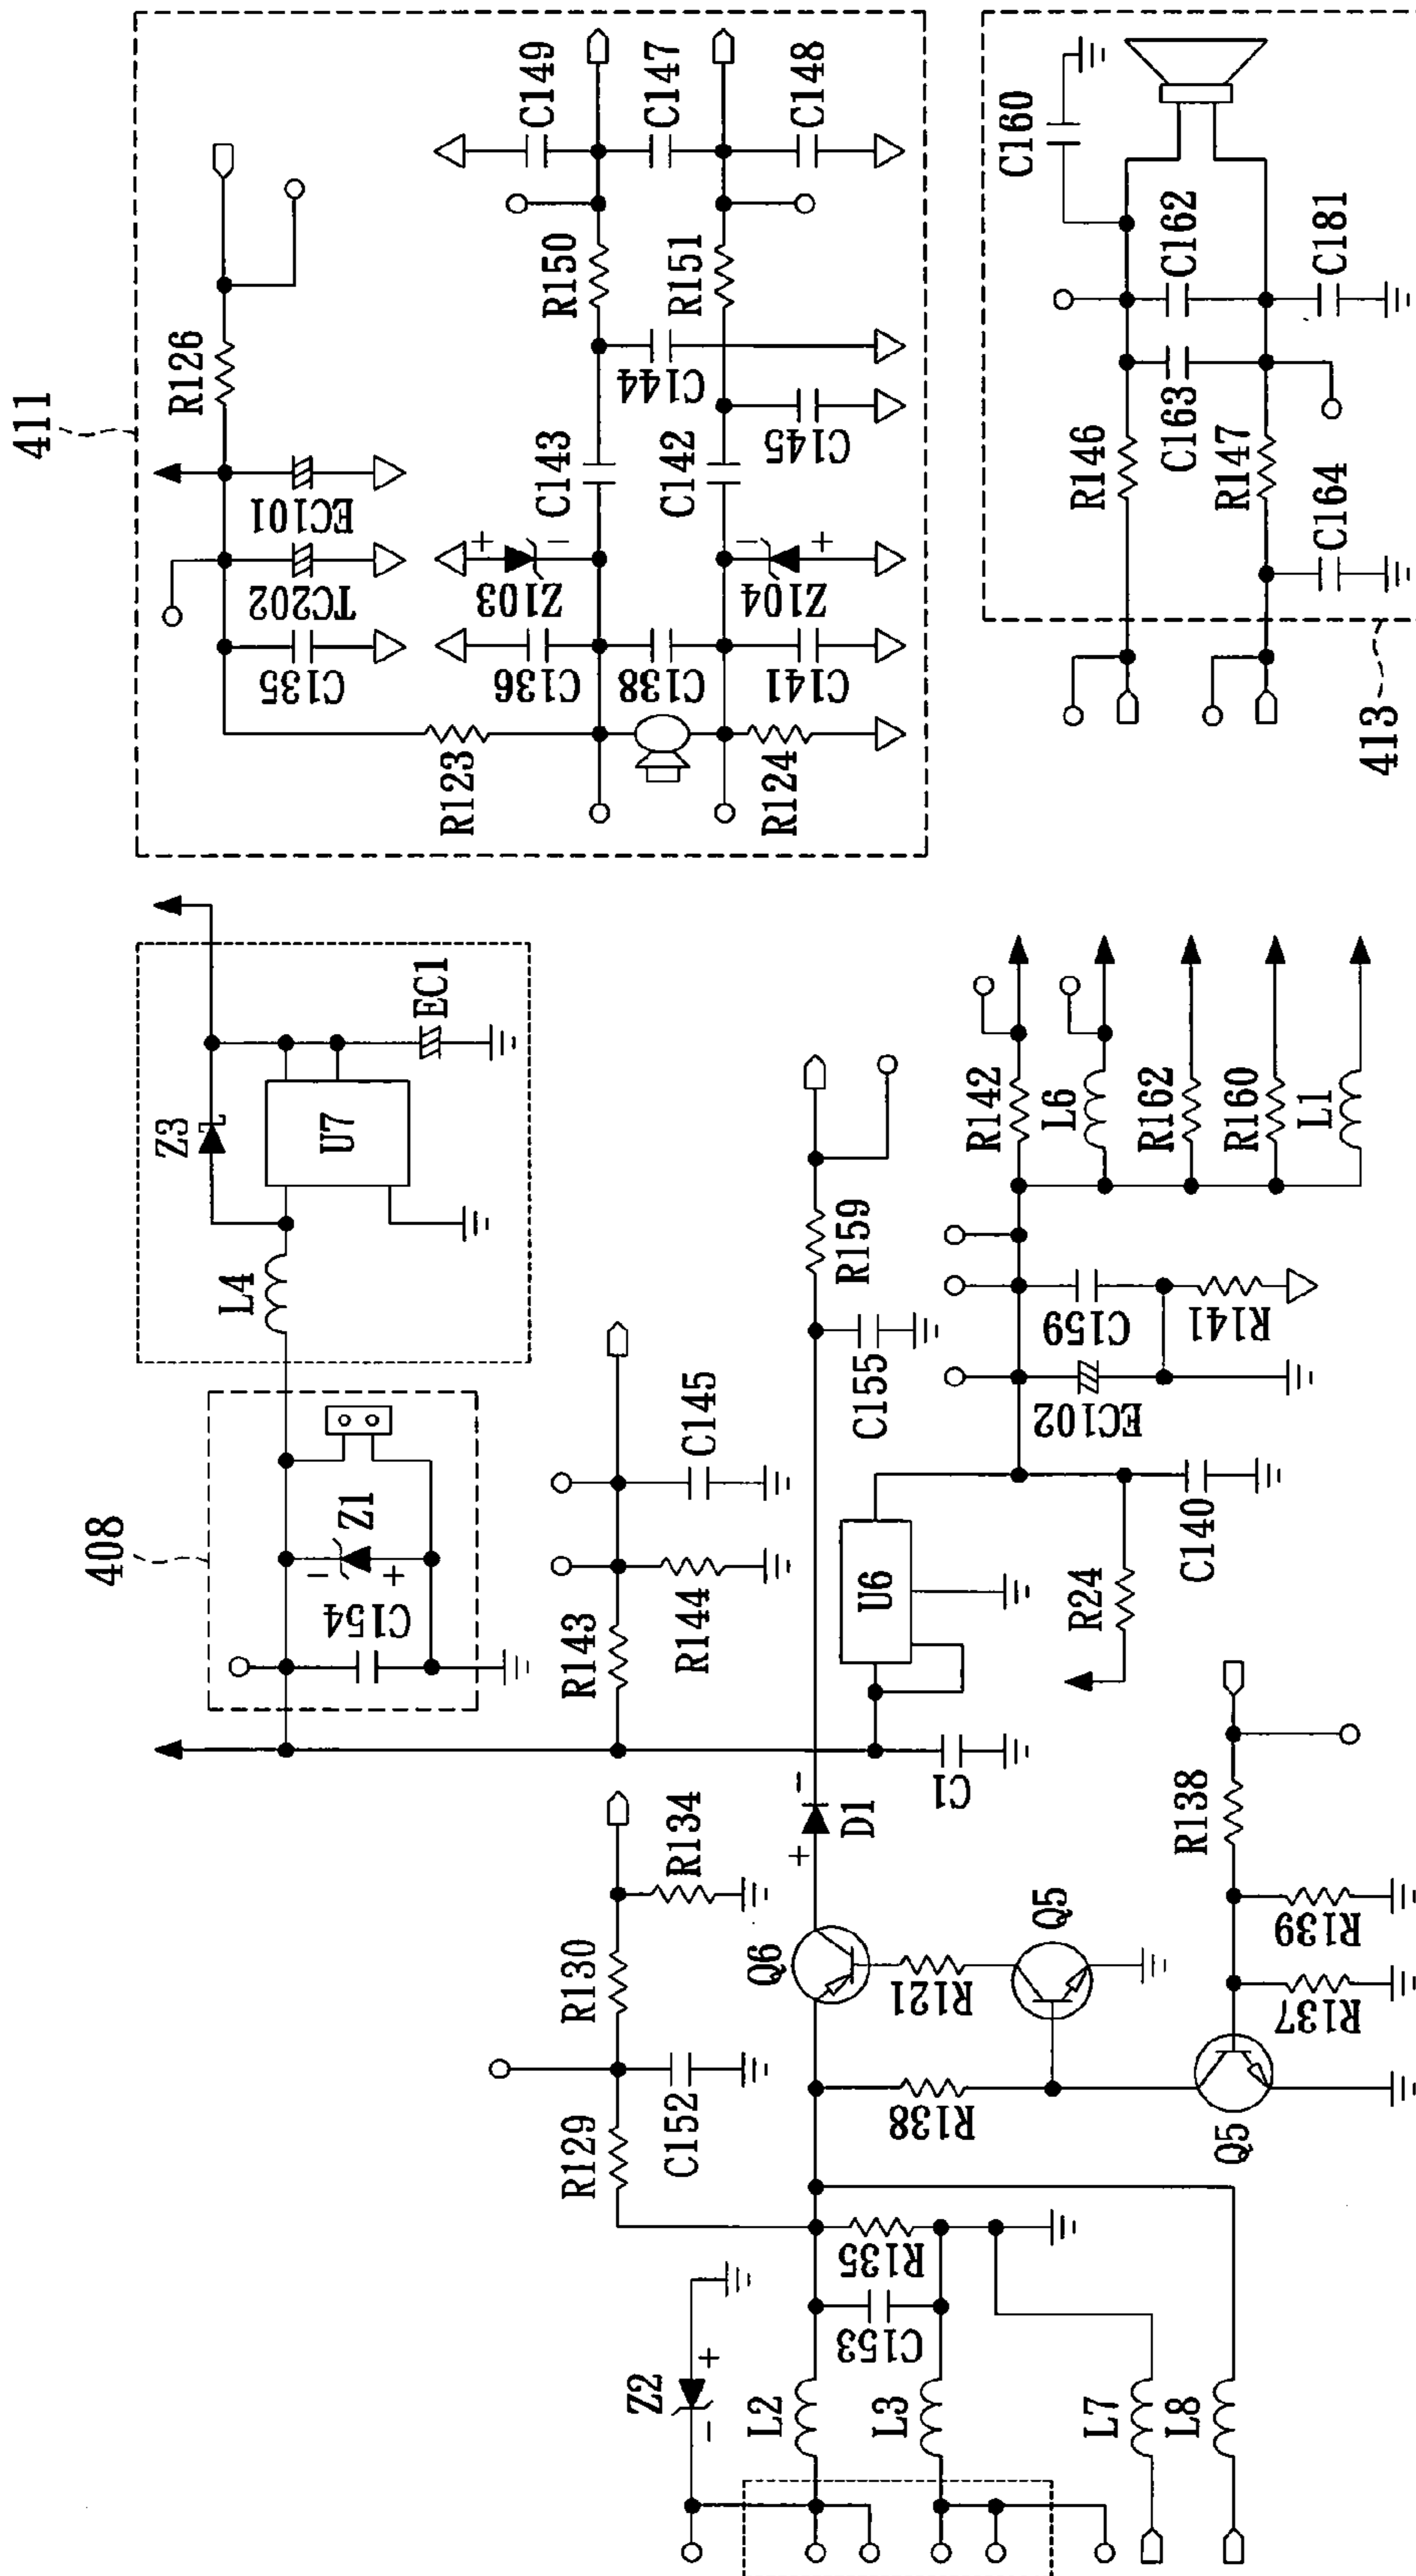 411
R126
EC101
TC202
C135
R123
C149
C147
C148
R150
R151
C144
C145
C143
C142
+
-
Z103
-
+
Z104
C136
C138
C141
R124
C160
C162
C181
C163
R146
R147
C164
413
Z3
U7
EC1
L4
408
Z1
-
+
C154
C145
R143
R144
R159
C155
R142
L6
R162
R160
L1
C159
R141
EC102
U6
R24
C140
C1
-
D1
+
R134
R130
R129
C152
Q6
R121
Q5
R138
R138
R139
R137
Q5
R135
C153
Z2
+
-
L2
L3
L7
L8